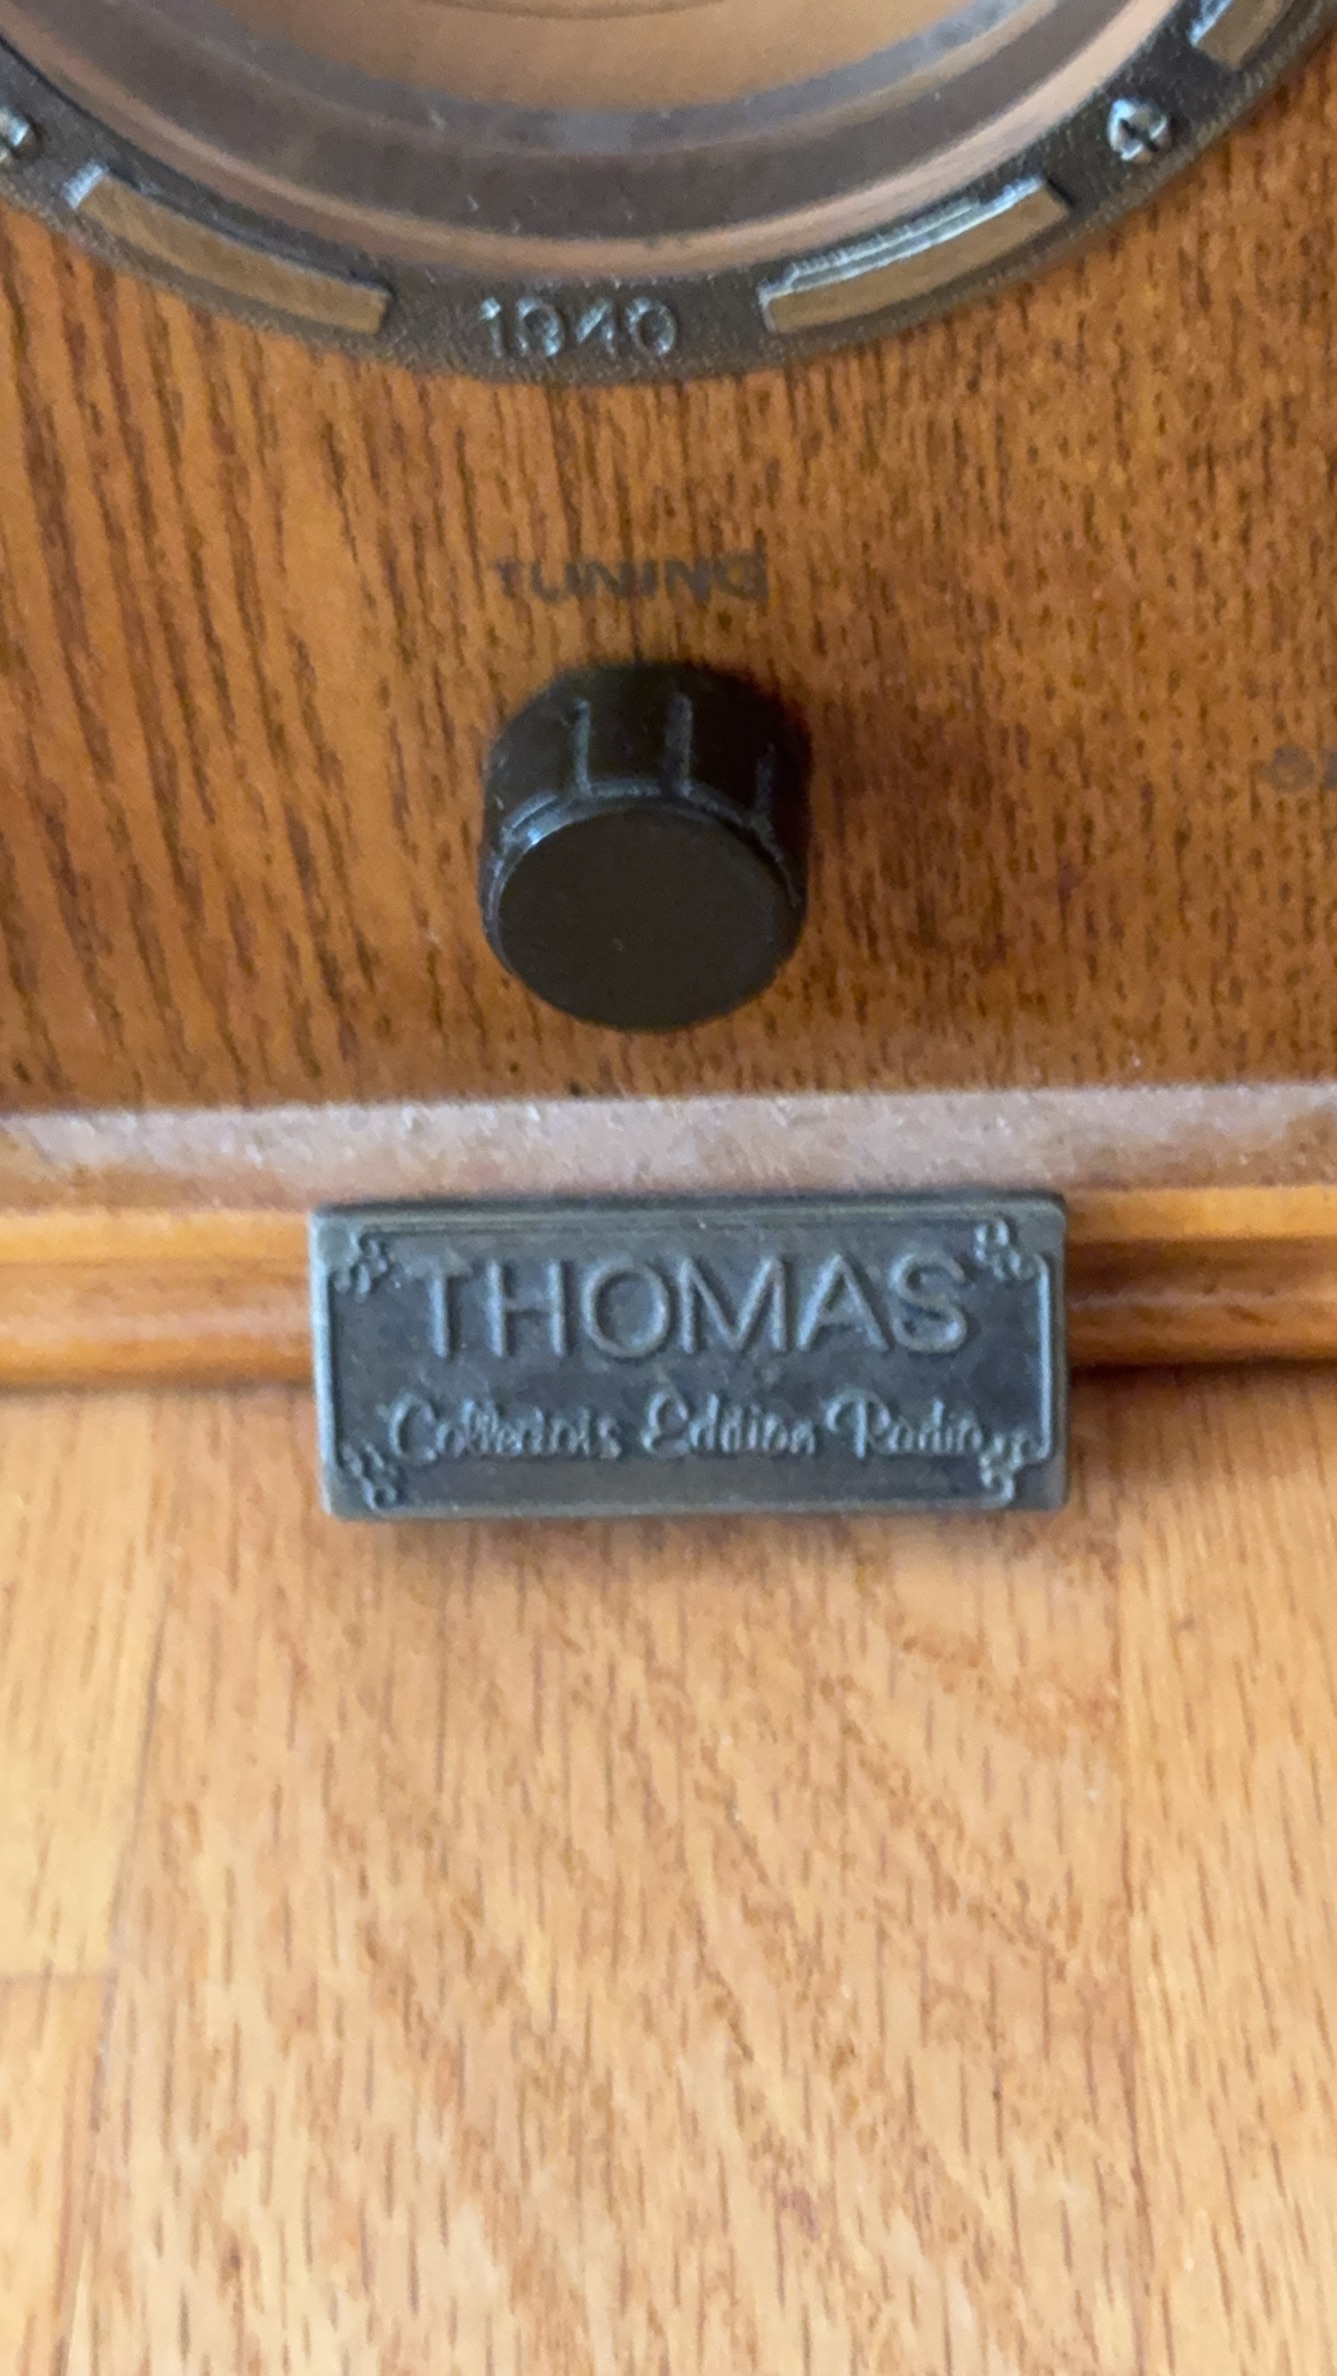 1940
TUNING
THOMAS
Collector's Edition Radio